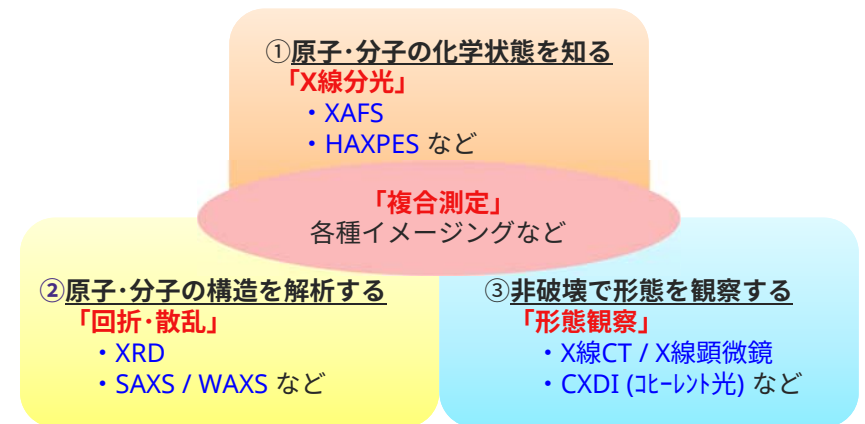 ①原子･分子の化学状態を知る
「X線分光」
・XAFS
・HAXPES など
「複合測定」
各種イメージングなど
②原子･分子の構造を解析する
「回折･散乱」
・XRD
・SAXS / WAXS など
③非破壊で形態を観察する
「形態観察」
・X線CT / X線顕微鏡
・CXDI (ｺﾋｰﾚﾝﾄ光) など